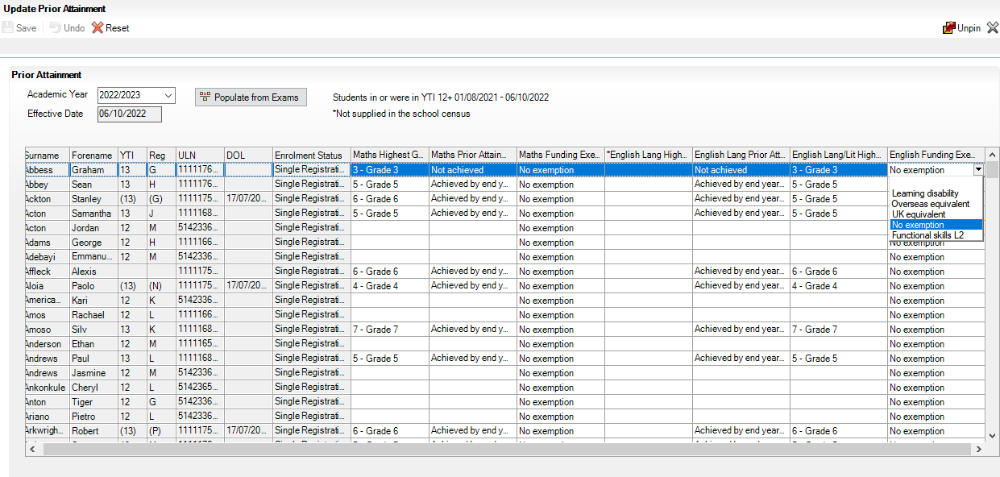 Update Prior Attainment
Save Undo Reset Unpin
Prior Attainment
Academic Year 2022/2023 Populate from Exams Students in or were in YTI 12+ 01/08/2021 - 06/10/2022
Effective Date 06/10/2022 *Not supplied in the school census
Surname Forename YTI Reg ULN DOL Enrolment Status Maths Highest G... Maths Prior Attain... Maths Funding Exe... *English Lang High... English Lang Prior Att... English Lang/Lit High... English Funding Exe...
Abbess Graham 13 G 1111176... Single Registrati... 3 - Grade 3 Not achieved No exemption Not achieved 3 - Grade 3 No exemption
Abbey Sean 13 H 1111176... Single Registrati... 5 - Grade 5 Achieved by end y... No exemption Achieved by end year... 5 - Grade 5
Ackton Stanley (13) (G) 1111175... 17/07/20... Single Registrati... 6 - Grade 6 Achieved by end y... No exemption Achieved by end year... 5 - Grade 5 Learning disability
Acton Samantha 13 J 1111168... Single Registrati... 5 - Grade 5 Achieved by end y... No exemption Achieved by end year... 5 - Grade 5 Overseas equivalent
UK equivalent
Acton Jordan 12 M 5142336... Single Registrati... No exemption No exemption
Functional skills L2
Adams George 12 H 1111166... Single Registrati... No exemption No exemption
Adebayi Emmanu... 12 M 5142336... Single Registrati... No exemption No exemption
Affleck Alexis 1111175... Single Registrati... 6 - Grade 6 Achieved by end y... No exemption Achieved by end year... 6 - Grade 6 No exemption
Aloia Paolo (13) (N) 1111175... 17/07/20... Single Registrati... 4 - Grade 4 Achieved by end y... No exemption Achieved by end year... 4 - Grade 4 No exemption
America... Kari 12 K 5142336... Single Registrati... No exemption No exemption
Amos Rachael 12 L 1111166... Single Registrati... No exemption No exemption
Amoso Silv 13 K 1111168... Single Registrati... 7 - Grade 7 Achieved by end y... No exemption Achieved by end year... 7 - Grade 7 No exemption
Anderson Ethan 12 M 1111165... Single Registrati... No exemption No exemption
Andrews Paul 13 L 1111168... Single Registrati... 5 - Grade 5 Achieved by end y... No exemption Achieved by end year... 5 - Grade 5 No exemption
Andrews Jasmine 12 M 5142336... Single Registrati... No exemption No exemption
Ankonkule Cheryl 12 L 5142365... Single Registrati... No exemption No exemption
Anton Tiger 12 G 5142336... Single Registrati... No exemption No exemption
Ariano Pietro 12 L 5142336... Single Registrati... No exemption No exemption
Arkwrigh... Robert (13) (P) 1111175... 17/07/20... Single Registrati... 6 - Grade 6 Achieved by end y... No exemption Achieved by end year... 6 - Grade 6 No exemption